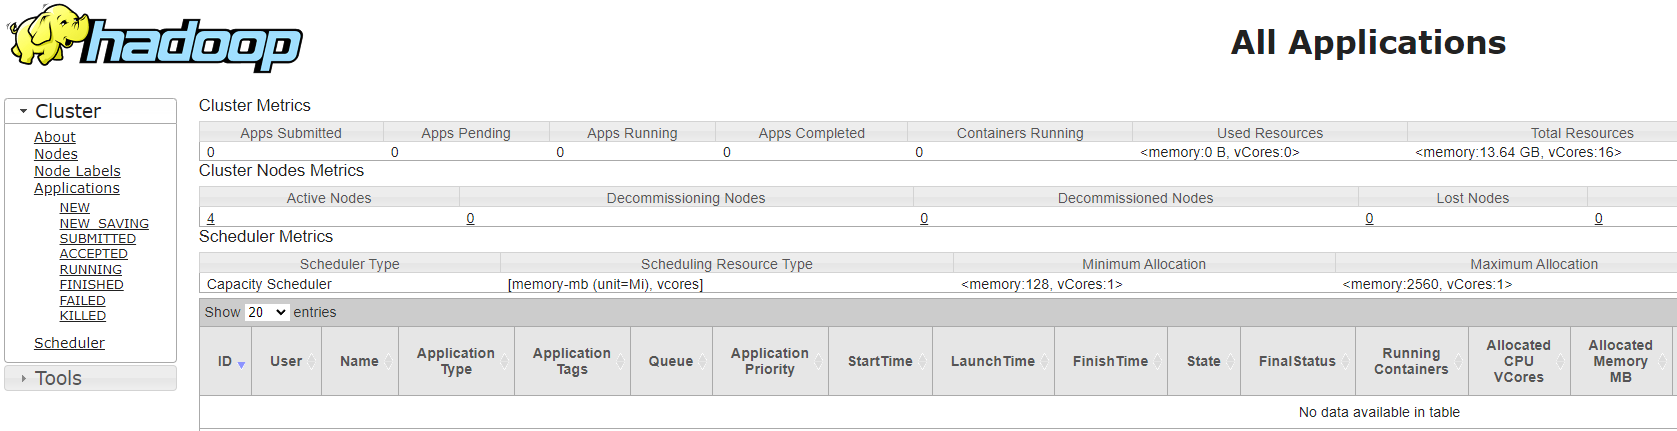 hadoop
All Applications
Cluster
About
Nodes
Node Labels
Applications
NEW
NEW_SAVING
SUBMITTED
ACCEPTED
RUNNING
FINISHED
FAILED
KILLED
Scheduler
Tools
Cluster Metrics
Apps Submitted Apps Pending Apps Running Apps Completed Containers Running Used Resources Total Resources
0 0 0 0 0 <memory:0 B, vCores:0> <memory:13.64 GB, vCores:16>
Cluster Nodes Metrics
Active Nodes Decommissioning Nodes Decommissioned Nodes Lost Nodes
4 0 0 0 0
Scheduler Metrics
Scheduler Type Scheduling Resource Type Minimum Allocation Maximum Allocation
Capacity Scheduler [memory-mb (unit=Mi), vcores] <memory:128, vCores:1> <memory:2560, vCores:1>
Show 20 entries
ID User Name Application Type Application Tags Queue Application Priority StartTime LaunchTime FinishTime State FinalStatus Running Containers Allocated CPU VCores Allocated Memory MB
No data available in table